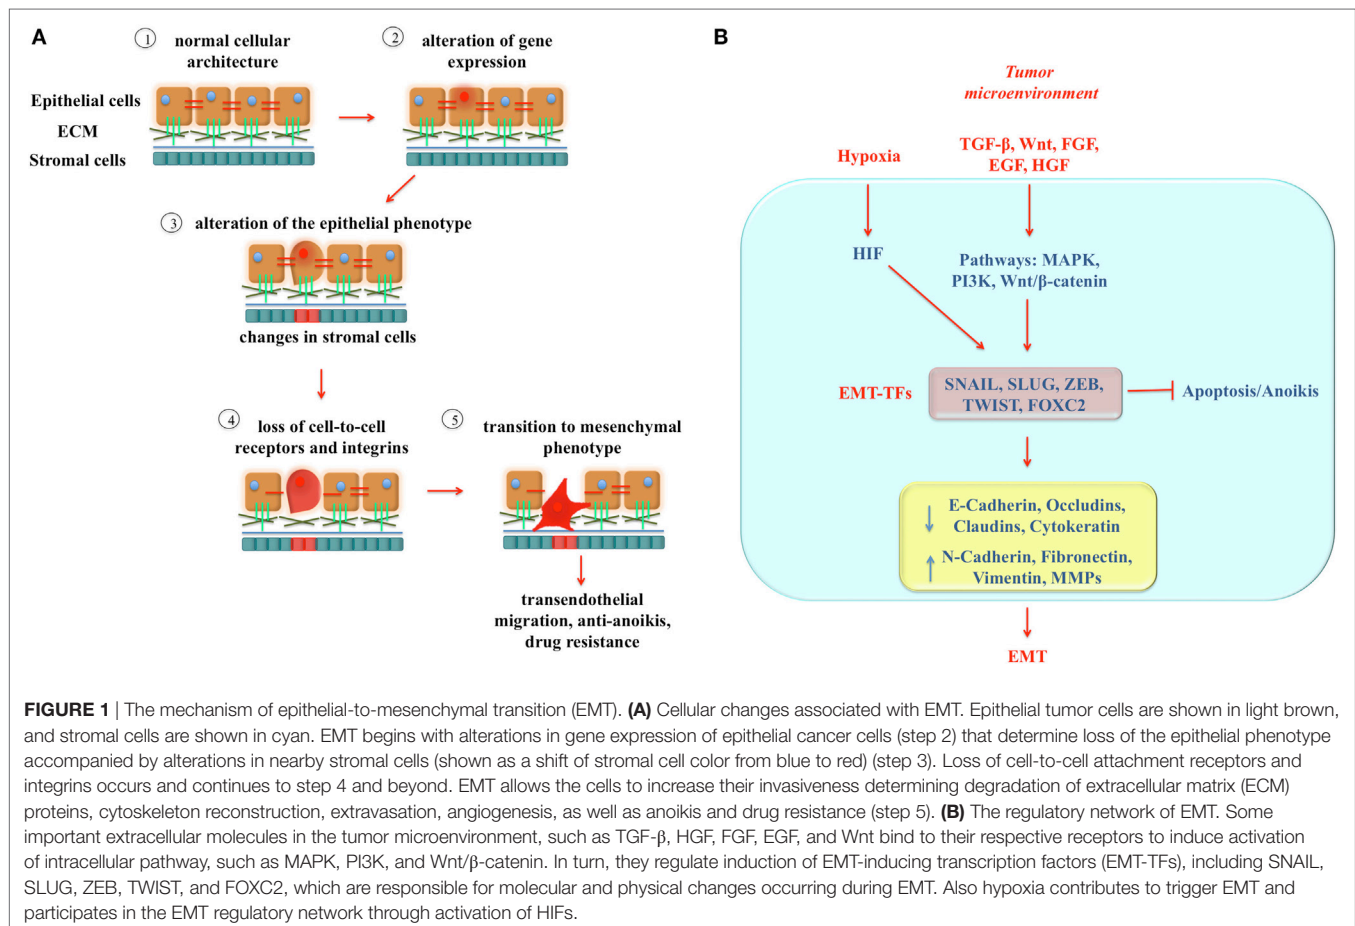 A
1 normal cellular
architecture
2 alteration of gene
expression
Epithelial cells
ECM
Stromal cells
3 alteration of the epithelial phenotype
changes in stromal cells
4 loss of cell-to-cell
receptors and integrins
5 transition to mesenchymal
phenotype
transendothelial
migration, anti-anoikis,
drug resistance
B
Tumor
microenvironment
Hypoxia
TGF-β, Wnt, FGF,
EGF, HGF
HIF
Pathways: MAPK,
PI3K, Wnt/β-catenin
EMT-TFs
SNAIL, SLUG, ZEB,
TWIST, FOXC2
Apoptosis/Anoikis
E-Cadherin, Occludins,
Claudins, Cytokeratin
N-Cadherin, Fibronectin,
Vimentin, MMPs
EMT
FIGURE 1 | The mechanism of epithelial-to-mesenchymal transition (EMT). (A) Cellular changes associated with EMT. Epithelial tumor cells are shown in light brown,
and stromal cells are shown in cyan. EMT begins with alterations in gene expression of epithelial cancer cells (step 2) that determine loss of the epithelial phenotype
accompanied by alterations in nearby stromal cells (shown as a shift of stromal cell color from blue to red) (step 3). Loss of cell-to-cell attachment receptors and
integrins occurs and continues to step 4 and beyond. EMT allows the cells to increase their invasiveness determining degradation of extracellular matrix (ECM)
proteins, cytoskeleton reconstruction, extravasation, angiogenesis, as well as anoikis and drug resistance (step 5). (B) The regulatory network of EMT. Some
important extracellular molecules in the tumor microenvironment, such as TGF-β, HGF, FGF, EGF, and Wnt bind to their respective receptors to induce activation
of intracellular pathway, such as MAPK, PI3K, and Wnt/β-catenin. In turn, they regulate induction of EMT-inducing transcription factors (EMT-TFs), including SNAIL,
SLUG, ZEB, TWIST, and FOXC2, which are responsible for molecular and physical changes occurring during EMT. Also hypoxia contributes to trigger EMT and
participates in the EMT regulatory network through activation of HIFs.